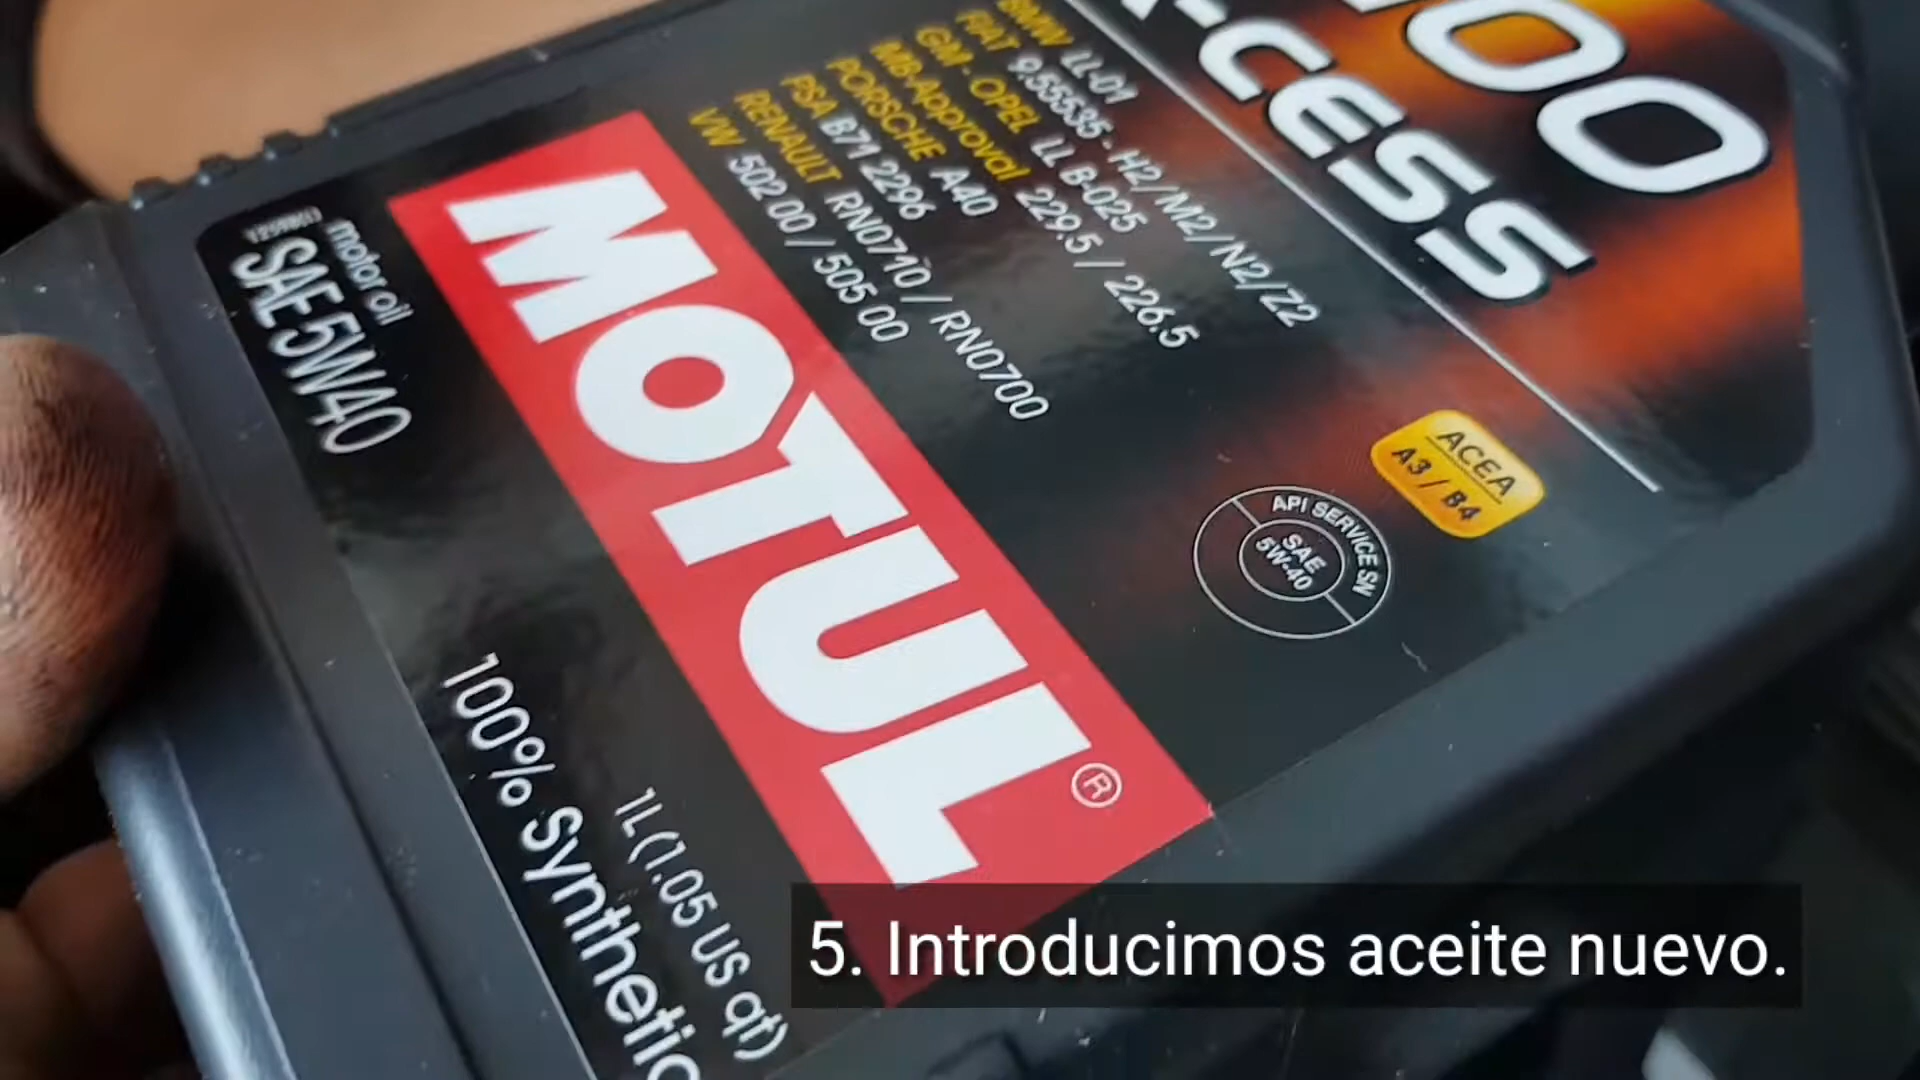 00
-CESS
BMW LL-01
FIAT 9.55535 - H2/M2/N2/Z2
GM - OPEL LL B-025
MB-Approval 229.5 / 226.5
PORSCHE A40
PSA B71 2296
RENAULT RN0710 / RN0700
VW 502 00 / 505 00
ACEA
A3 / B4
API SERVICE SN
SAE
5W-40
MOTUL®
motor oil
SAE 5W40
1L (1.05 US qt)
100% Synthetic
5. Introducimos aceite nuevo.